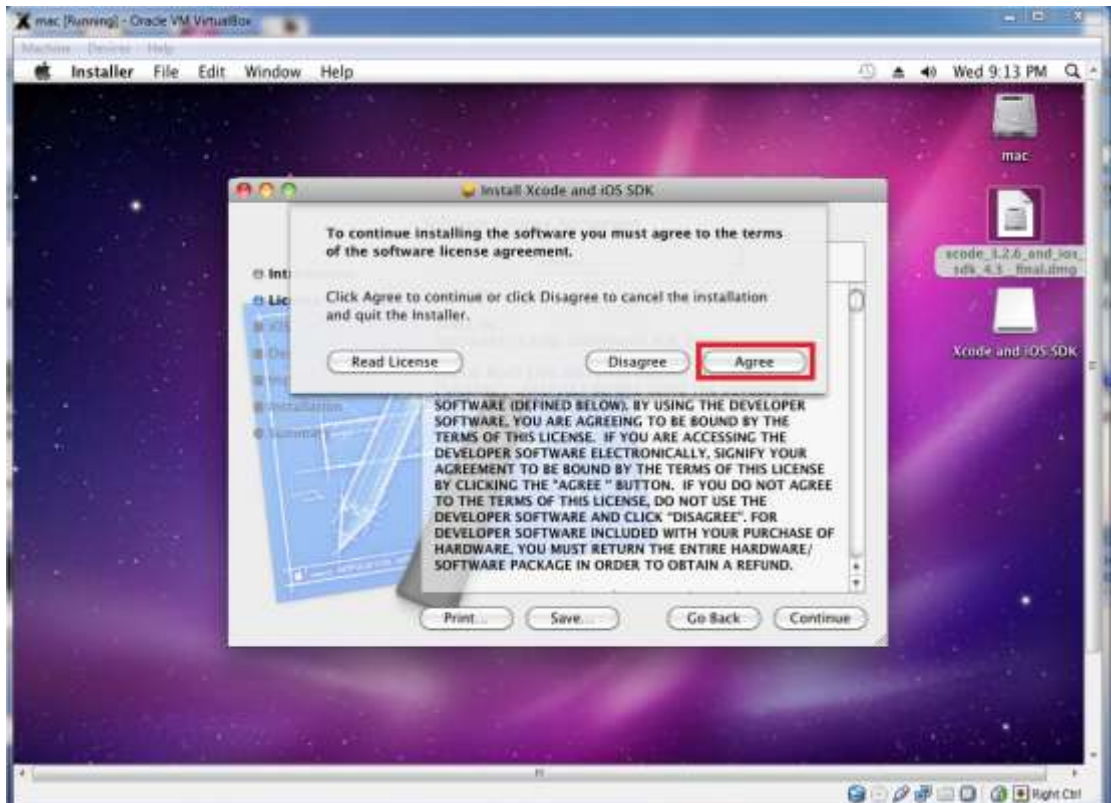 mac [Running] - Oracle VM VirtualBox
Machine Devices Help
Installer File Edit Window Help
Wed 9:13 PM
mac
xcode_3.2.6_and_ios_
sdk_4.3__final.dmg
Xcode and iOS SDK
Install Xcode and iOS SDK
To continue installing the software you must agree to the terms
of the software license agreement.
Click Agree to continue or click Disagree to cancel the installation
and quit the Installer.
Read License
Disagree
Agree
Int
Lic
Installation
Summary
SOFTWARE (DEFINED BELOW). BY USING THE DEVELOPER
SOFTWARE, YOU ARE AGREEING TO BE BOUND BY THE
TERMS OF THIS LICENSE. IF YOU ARE ACCESSING THE
DEVELOPER SOFTWARE ELECTRONICALLY, SIGNIFY YOUR
AGREEMENT TO BE BOUND BY THE TERMS OF THIS LICENSE
BY CLICKING THE "AGREE " BUTTON. IF YOU DO NOT AGREE
TO THE TERMS OF THIS LICENSE, DO NOT USE THE
DEVELOPER SOFTWARE AND CLICK "DISAGREE". FOR
DEVELOPER SOFTWARE INCLUDED WITH YOUR PURCHASE OF
HARDWARE, YOU MUST RETURN THE ENTIRE HARDWARE/
SOFTWARE PACKAGE IN ORDER TO OBTAIN A REFUND.
Print...
Save...
Go Back
Continue
Right Ctrl